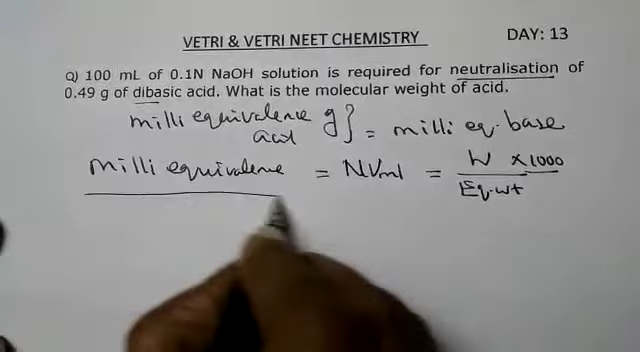 VETRI & VETRI NEET CHEMISTRY DAY: 13
Q) 100 mL of 0.1N NaOH solution is required for neutralisation of
0.49 g of dibasic acid. What is the molecular weight of acid.
milli equivalence of } = milli eq. base
acid
milli equivalence = NVml = W × 1000
Eq.wt